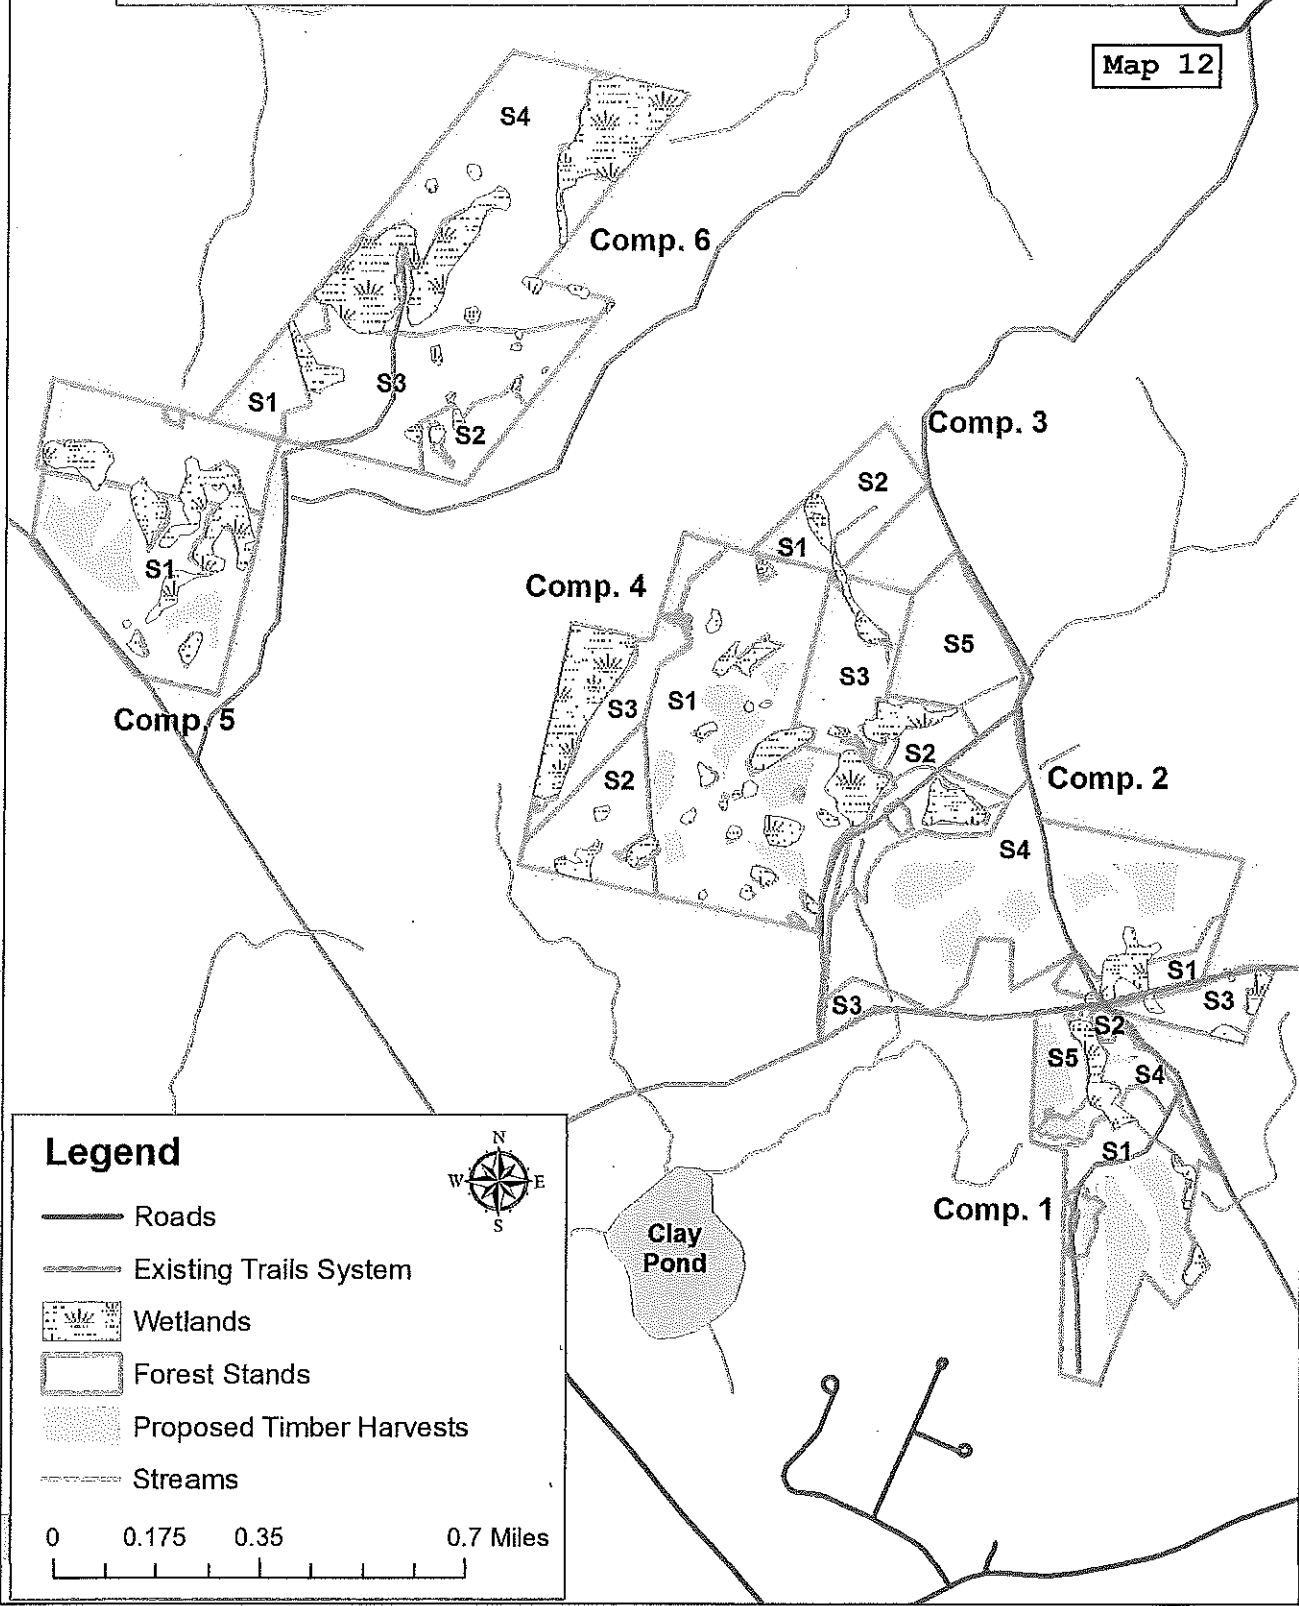 Map 12
S4
Comp. 6
S3
S1
S2
Comp. 3
S2
S1
S1
Comp. 4
S5
S3
S3
S1
Comp. 5
S2
S2
Comp. 2
S4
S1
S3
S3
S2
S5
S4
S1
Comp. 1
Clay
Pond
Legend
N
W E
S
Roads
Existing Trails System
Wetlands
Forest Stands
Proposed Timber Harvests
Streams
0 0.175 0.35 0.7 Miles